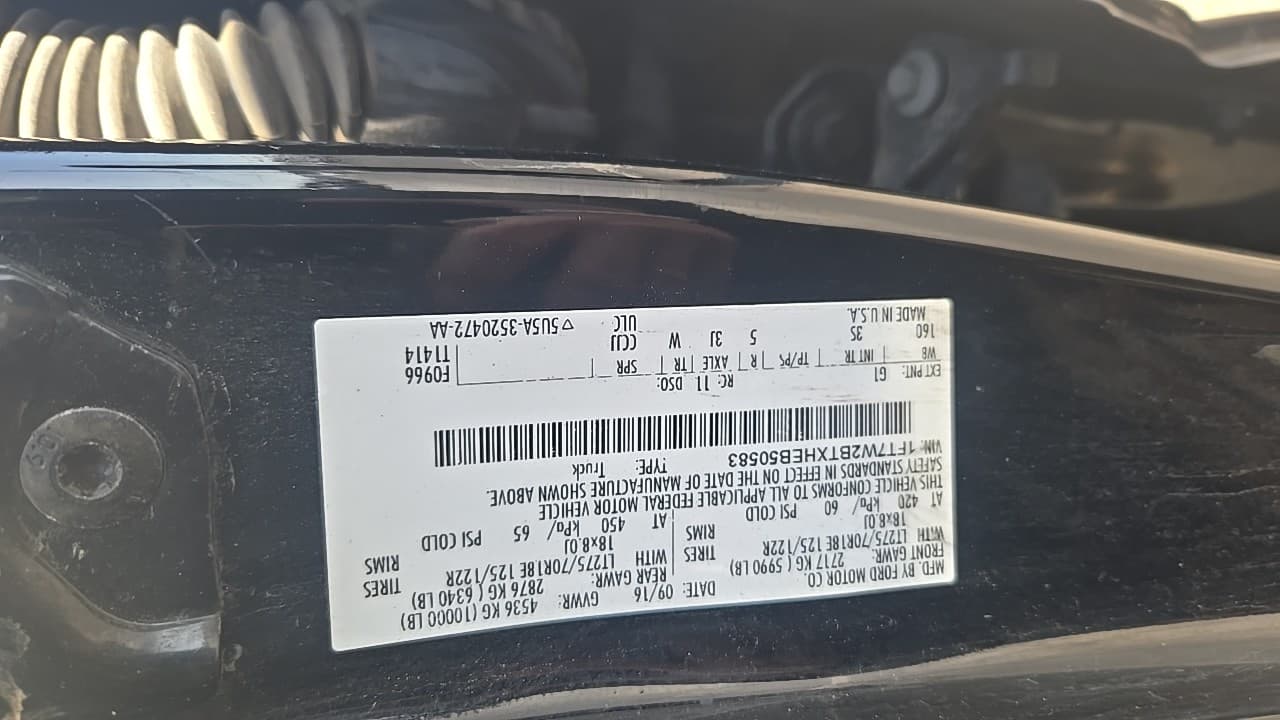 MFD. BY FORD MOTOR CO.
DATE: 09/16 GVWR: 4536 KG (10000 LB)
FRONT GAWR: 2717 KG ( 5990 LB) REAR GAWR: 2876 KG ( 6340 LB)
WITH LT275/70R18E 125/122R TIRES WITH LT275/70R18E 125/122R TIRES
18x8.0J RIMS 18x8.0J RIMS
AT 420 kPa/ 60 PSI COLD AT 450 kPa/ 65 PSI COLD
THIS VEHICLE CONFORMS TO ALL APPLICABLE FEDERAL MOTOR VEHICLE
SAFETY STANDARDS IN EFFECT ON THE DATE OF MANUFACTURE SHOWN ABOVE.
VIN: 1FT7W2BTXHEB50583 TYPE: Truck
EXT PNT: G1 RC: 11 DSO: F0966
WB INT TR TP/PS R AXLE TR SPR T1414
160 3S 5 3J W CCJJ
MADE IN U.S.A. ULC ▽5U5A-3520472-AA